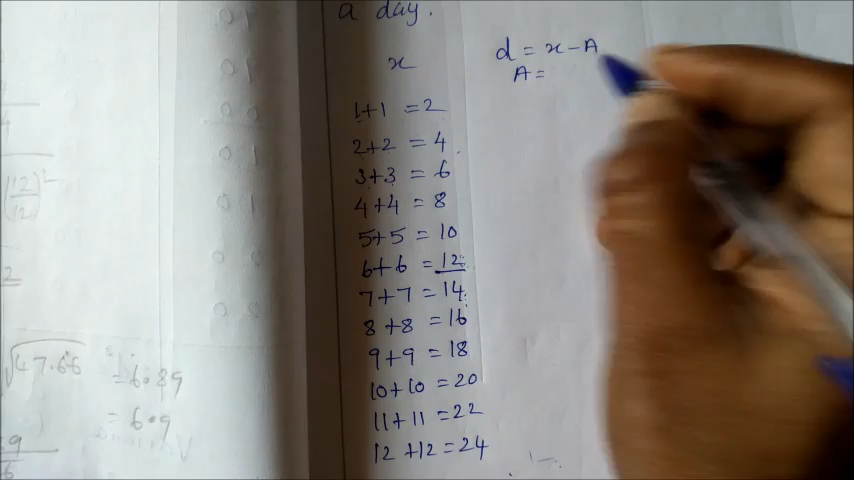 a day.
x
d = x - A
A =
1+1 = 2
2+2 = 4
3+3 = 6
4+4 = 8
5+5 = 10
6+6 = 12
7+7 = 14
8+8 = 16
9+9 = 18
10+10 = 20
11+11 = 22
12+12 = 24
√47.66 = 6.89
= 6.9